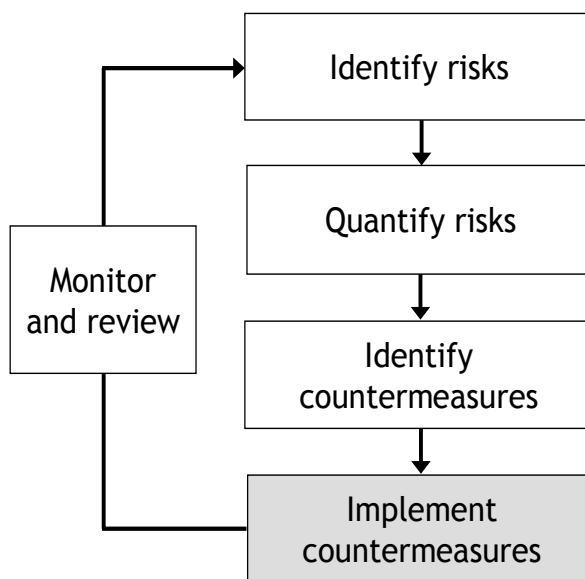 Identify risks
Quantify risks
Monitor
and review
Identify
countermeasures
Implement
countermeasures